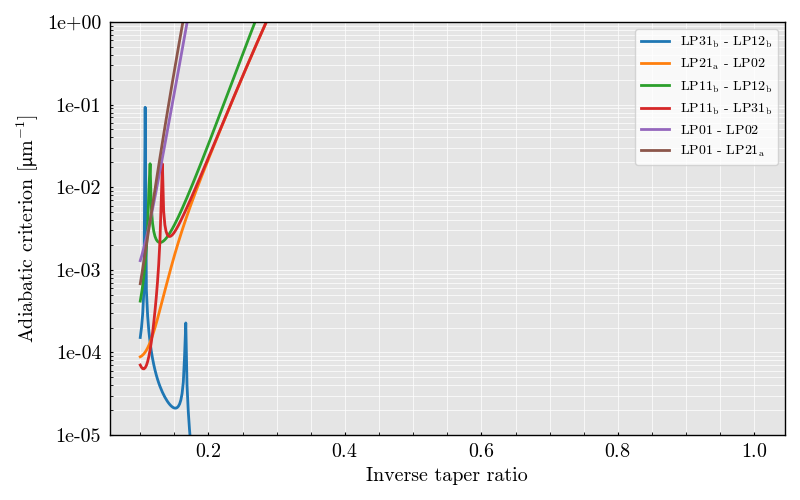 1e+00
1e-01
1e-02
1e-03
1e-04
1e-05
Adiabatic criterion [µm⁻¹]
0.2 0.4 0.6 0.8 1.0
Inverse taper ratio
LP31b - LP12b
LP21a - LP02
LP11b - LP12b
LP11b - LP31b
LP01 - LP02
LP01 - LP21a